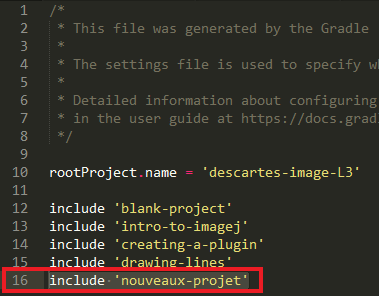 1 /*
2 * This file was generated by the Gradle
3 *
4 * The settings file is used to specify
5 *
6 * Detailed information about configuring
7 * in the user guide at https://docs.grad
8 */
9
10 rootProject.name = 'descartes-image-L3'
11
12 include 'blank-project'
13 include 'intro-to-imagej'
14 include 'creating-a-plugin'
15 include 'drawing-lines'
16 include 'nouveaux-projet'